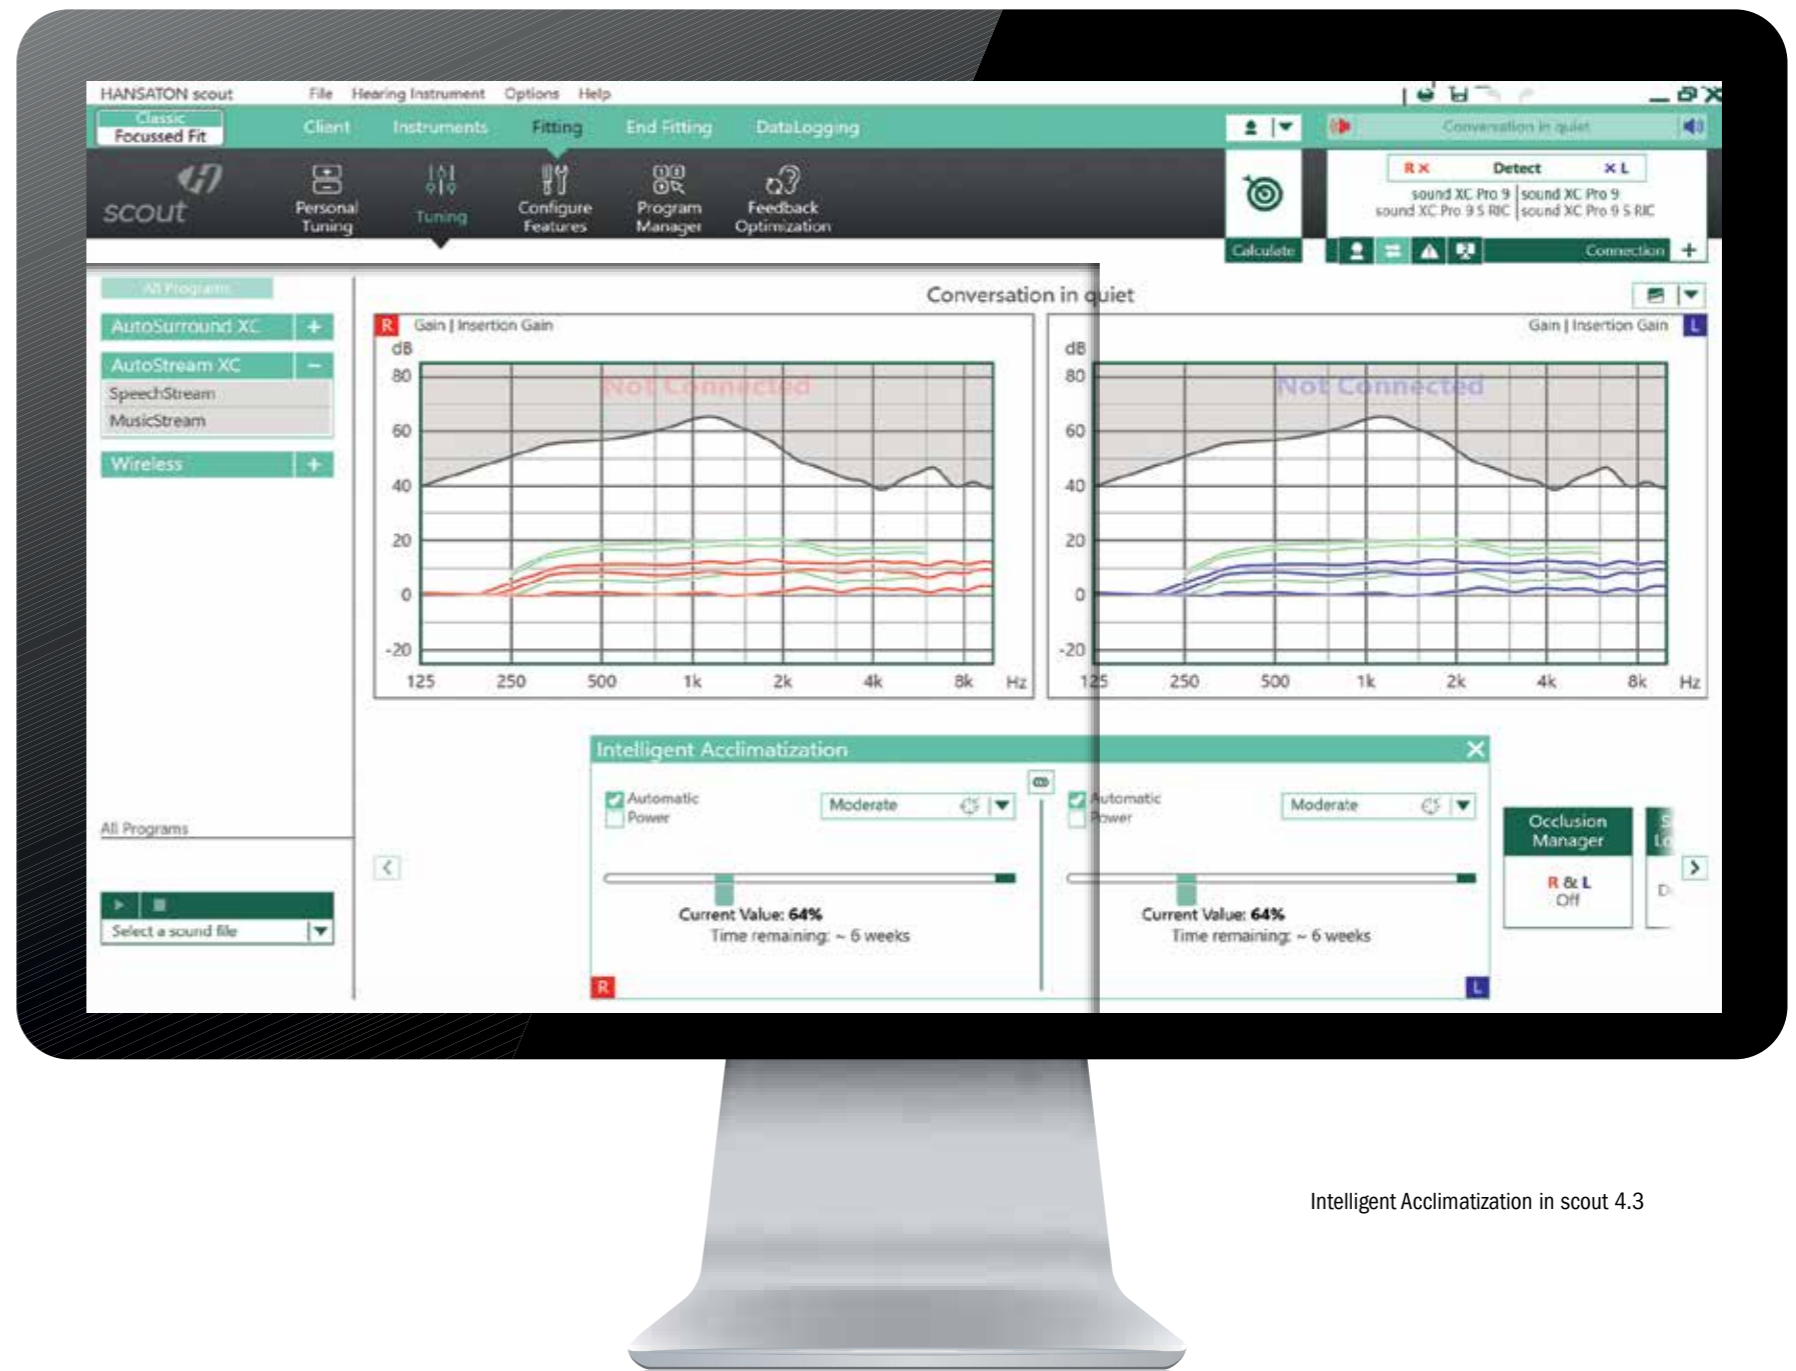 HANSATON scout File Hearing Instrument Options Help
Classic
Focussed Fit
Client Instruments Fitting End Fitting DataLogging
Conversation in quiet
scout
Personal
Tuning
Tuning
Configure
Features
Program
Manager
Feedback
Optimization
Calculate
R Detect L
sound XC Pro 9 sound XC Pro 9
sound XC Pro 9 S RIC sound XC Pro 9 S RIC
Connection +
All Programs
AutoSurround XC +
AutoStream XC –
SpeechStream
MusicStream
Wireless +
Conversation in quiet
R Gain | Insertion Gain
dB
Not Connected
80
60
40
20
0
-20
125 250 500 1k 2k 4k 8k Hz
Gain | Insertion Gain L
dB
Not Connected
80
60
40
20
0
-20
125 250 500 1k 2k 4k 8k Hz
Intelligent Acclimatization
Automatic
Power
Moderate
Current Value: 64%
Time remaining: ~ 6 weeks
R
Automatic
Power
Moderate
Current Value: 64%
Time remaining: ~ 6 weeks
L
Occlusion
Manager
R & L
Off
All Programs
Select a sound file
Intelligent Acclimatization in scout 4.3